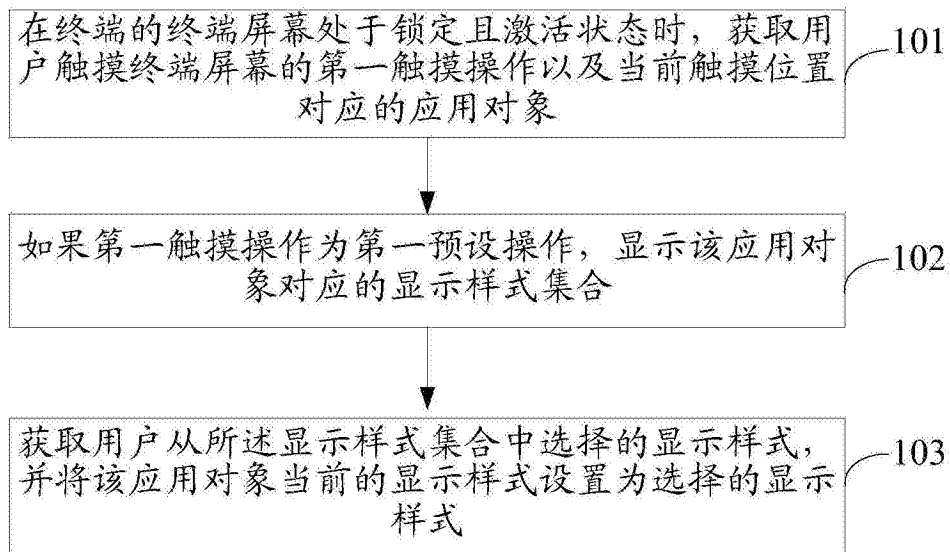 在终端的终端屏幕处于锁定且激活状态时，获取用
户触摸终端屏幕的第一触摸操作以及当前触摸位置
对应的应用对象
101
如果第一触摸操作为第一预设操作，显示该应用对
象对应的显示样式集合
102
获取用户从所述显示样式集合中选择的显示样式，
并将该应用对象当前的显示样式设置为选择的显示
样式
103